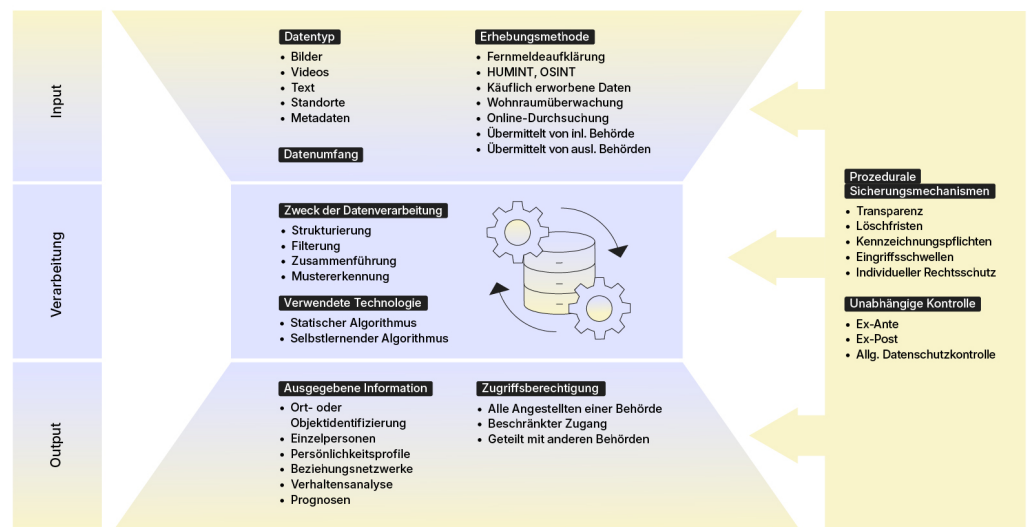 Input
Datentyp
• Bilder
• Videos
• Text
• Standorte
• Metadaten
Datenumfang
Erhebungsmethode
• Fernmeldeaufklärung
• HUMINT, OSINT
• Käuflich erworbene Daten
• Wohnraumüberwachung
• Online-Durchsuchung
• Übermittelt von inl. Behörde
• Übermittelt von ausl. Behörden
Verarbeitung
Zweck der Datenverarbeitung
• Strukturierung
• Filterung
• Zusammenführung
• Mustererkennung
Verwendete Technologie
• Statischer Algorithmus
• Selbstlernender Algorithmus
Output
Ausgegebene Information
• Ort- oder
Objektidentifizierung
• Einzelpersonen
• Persönlichkeitsprofile
• Beziehungsnetzwerke
• Verhaltensanalyse
• Prognosen
Zugriffsberechtigung
• Alle Angestellten einer Behörde
• Beschränkter Zugang
• Geteilt mit anderen Behörden
Prozedurale
Sicherungsmechanismen
• Transparenz
• Löschfristen
• Kennzeichnungspflichten
• Eingriffsschwellen
• Individueller Rechtsschutz
Unabhängige Kontrolle
• Ex-Ante
• Ex-Post
• Allg. Datenschutzkontrolle